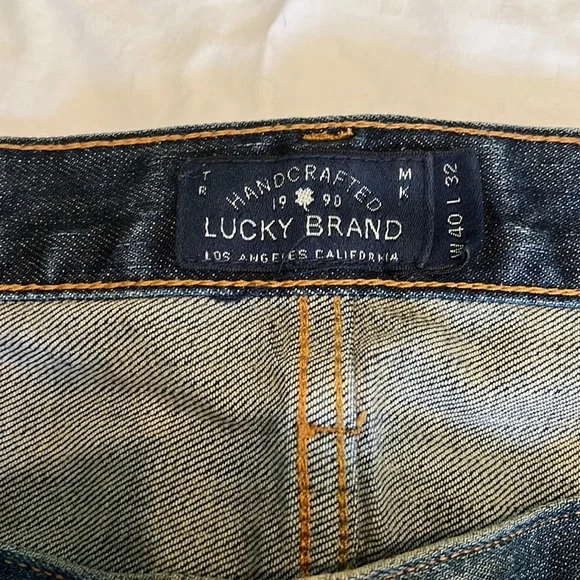 TR MK
HANDCRAFTED
19 90
LUCKY BRAND
LOS ANGELES CALIFORNIA
W 40 L 32